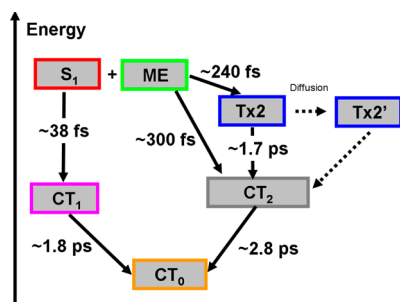 Energy
S₁ + ME
~240 fs
Diffusion
Tx2
Tx2'
~38 fs
~300 fs
~1.7 ps
CT₁
CT₂
~1.8 ps
~2.8 ps
CT₀